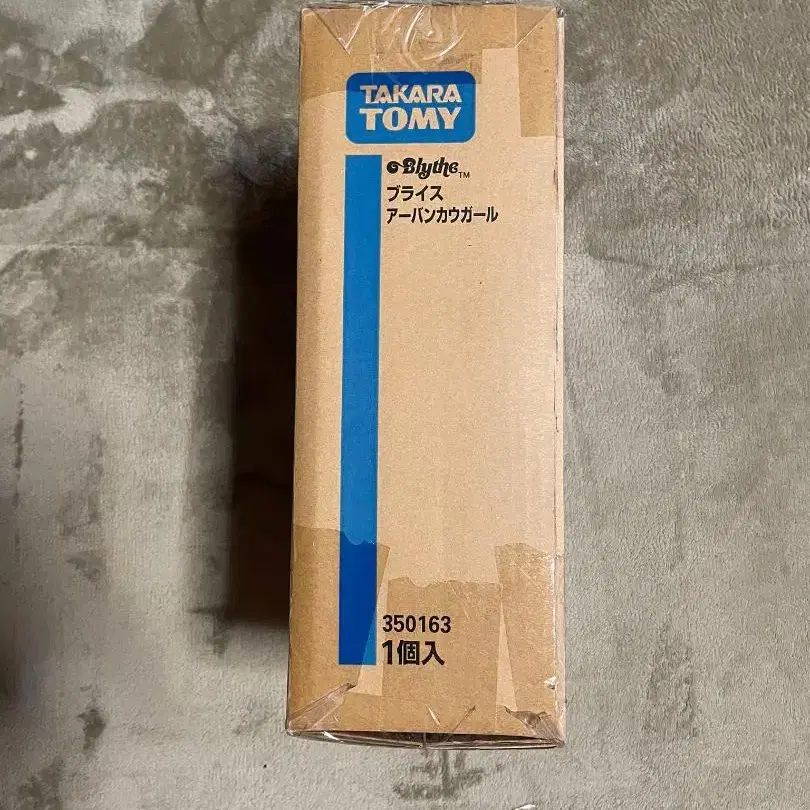 TAKARA
TOMY
Blythe™
ブライス
アーバンカウガール
350163
1個入